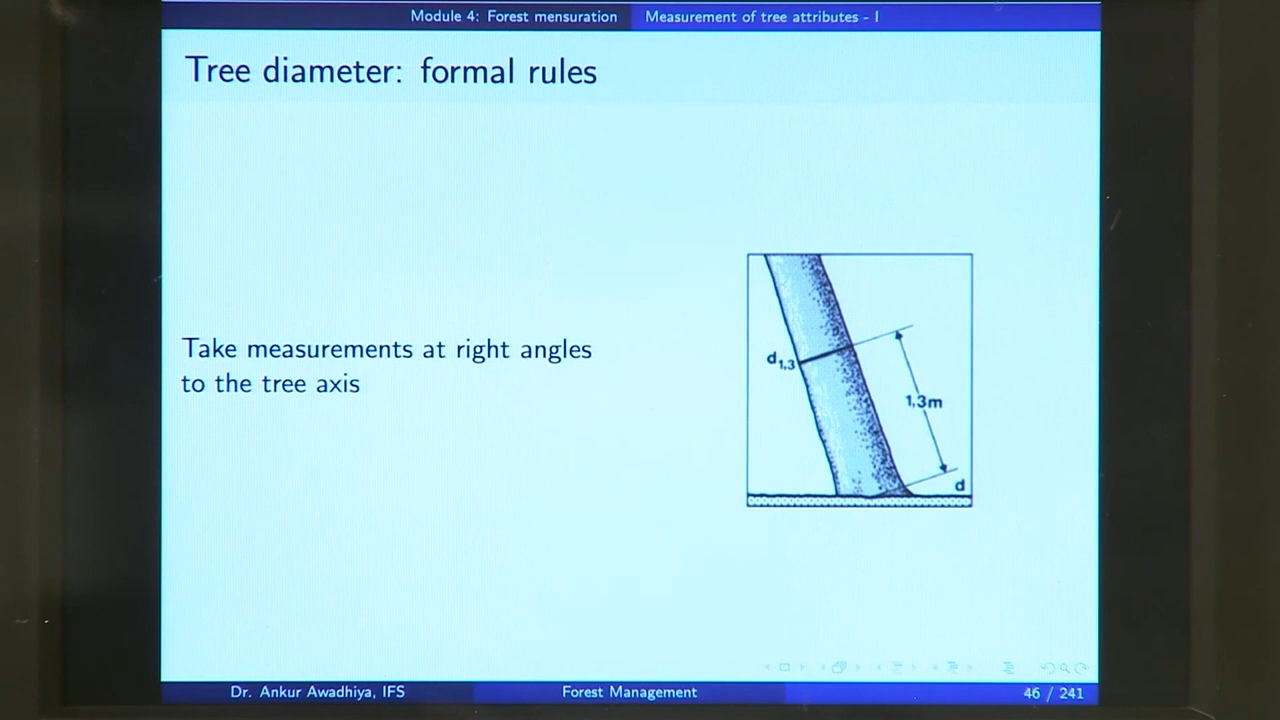 Module 4: Forest mensuration Measurement of tree attributes - I
Tree diameter: formal rules
Take measurements at right angles
to the tree axis
d1,3
1,3m
d
Dr. Ankur Awadhiya, IFS Forest Management 46 / 241